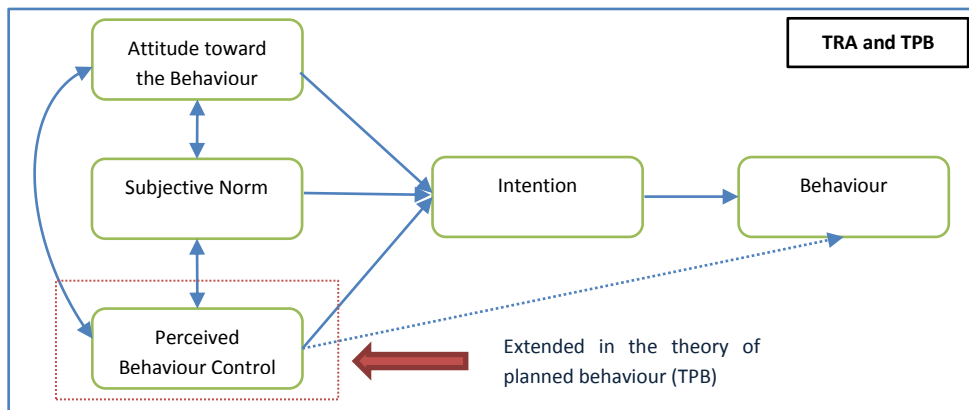 Attitude toward
the Behaviour
TRA and TPB
Subjective Norm
Intention
Behaviour
Perceived
Behaviour Control
Extended in the theory of
planned behaviour (TPB)